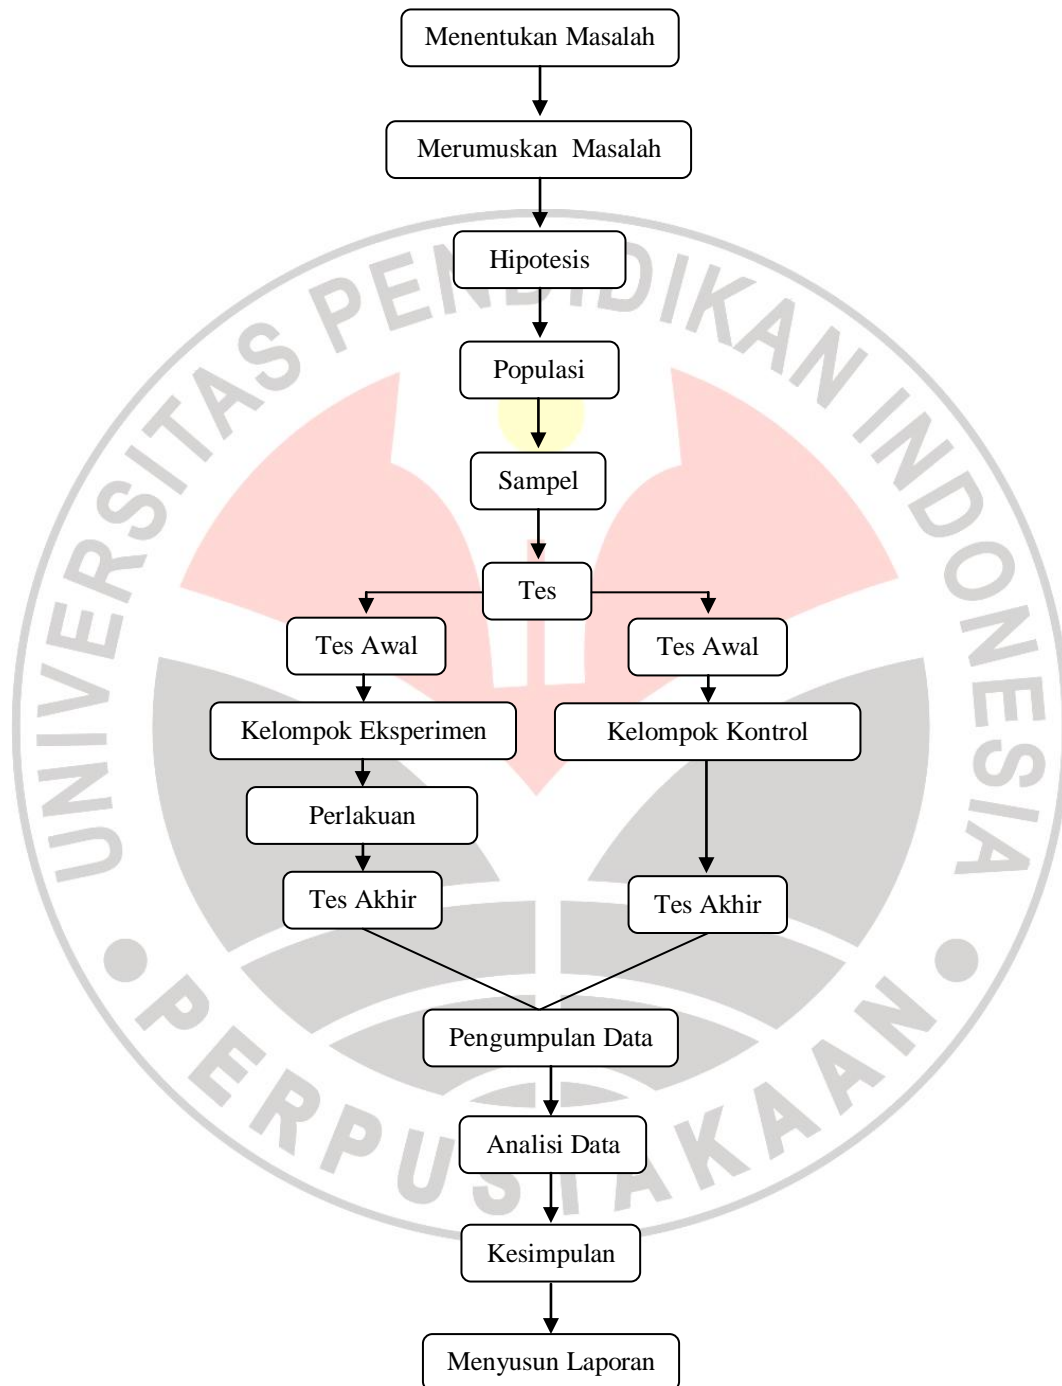 Menentukan Masalah
Merumuskan Masalah
Hipotesis
Populasi
Sampel
Tes
Tes Awal
Tes Awal
Kelompok Eksperimen
Kelompok Kontrol
Perlakuan
Tes Akhir
Tes Akhir
Pengumpulan Data
Analisi Data
Kesimpulan
Menyusun Laporan
UNIVERSITAS PENDIDIKAN INDONESIA
PERPUSTAKAAN